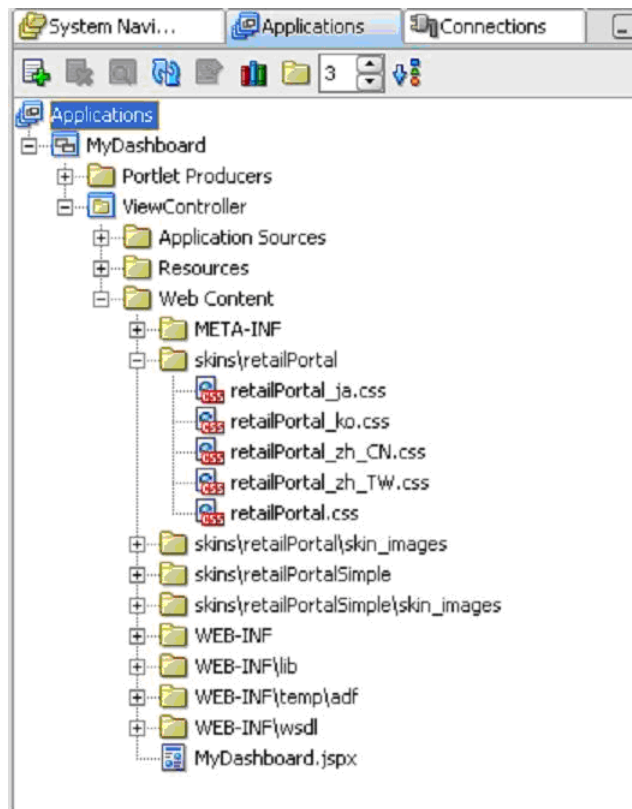 System Navi... Applications Connections
3
Applications
MyDashboard
Portlet Producers
ViewController
Application Sources
Resources
Web Content
META-INF
skins\retailPortal
retailPortal_ja.css
retailPortal_ko.css
retailPortal_zh_CN.css
retailPortal_zh_TW.css
retailPortal.css
skins\retailPortal\skin_images
skins\retailPortalSimple
skins\retailPortalSimple\skin_images
WEB-INF
WEB-INF\lib
WEB-INF\temp\adf
WEB-INF\wsdl
MyDashboard.jspx